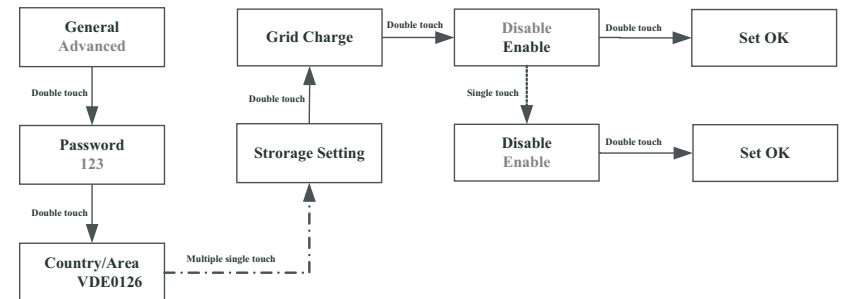 General
Advanced
Double touch
Password
123
Double touch
Country/Area
VDE0126
Multiple single touch
Strorage Setting
Double touch
Grid Charge
Double touch
Disable
Enable
Double touch
Set OK
Single touch
Disable
Enable
Double touch
Set OK